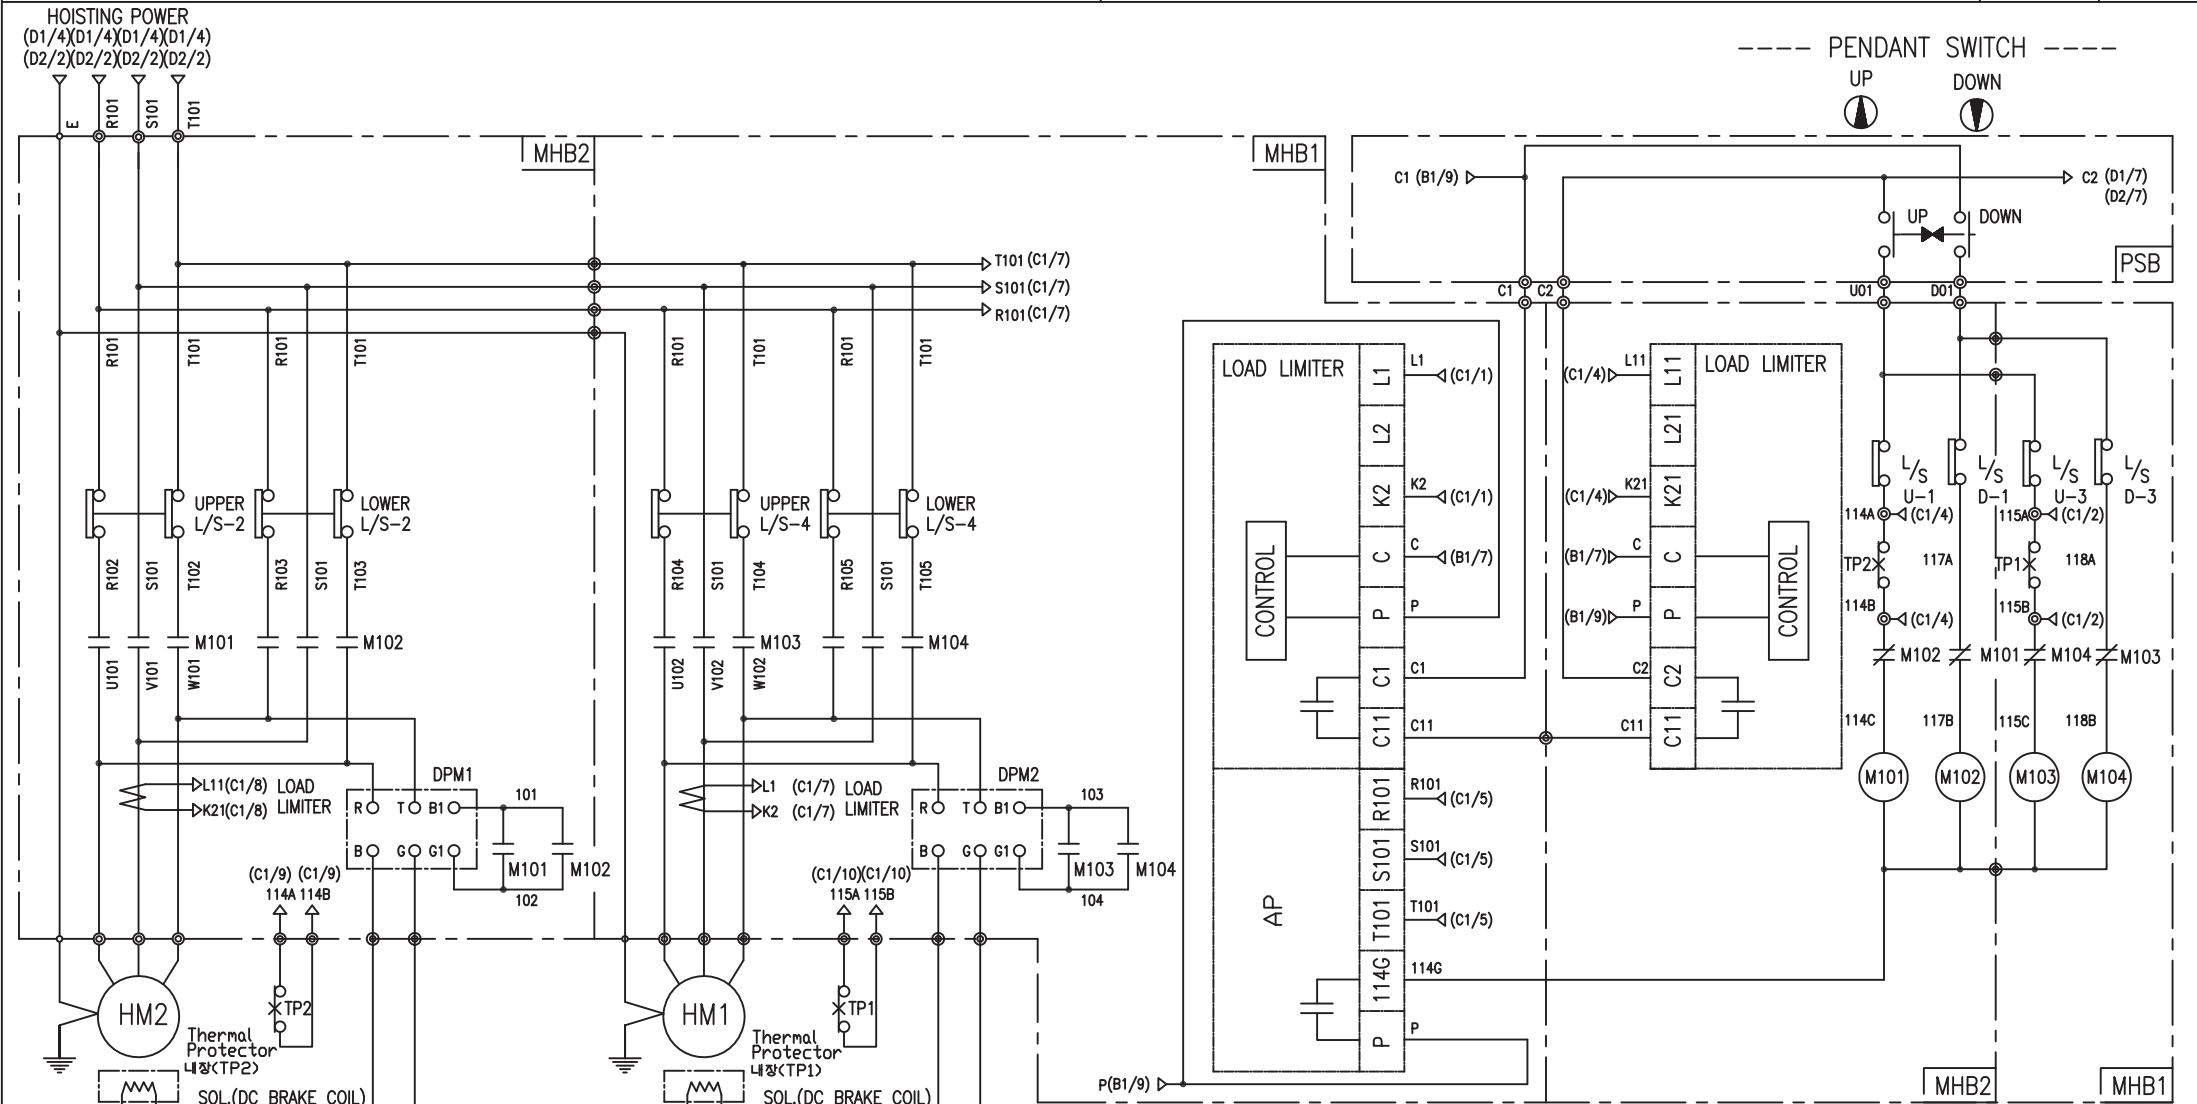 HOISTING POWER
(D1/4)(D1/4)(D1/4)(D1/4)
(D2/2)(D2/2)(D2/2)(D2/2)
E
R101
S101
T101
MHB2
MHB1
T101 (C1/7)
S101 (C1/7)
R101 (C1/7)
R101
T101
R101
T101
R101
T101
R101
T101
UPPER
L/S-2
LOWER
L/S-2
UPPER
L/S-4
LOWER
L/S-4
R102
S101
T102
R103
S101
T103
R104
S101
T104
R105
S101
T105
M101
M102
M103
M104
U101
V101
W101
U102
V102
W102
L11(C1/8) LOAD
K21(C1/8) LIMITER
DPM1
R T B1
B G G1
101
M101 M102
102
L1 (C1/7) LOAD
K2 (C1/7) LIMITER
DPM2
R T B1
B G G1
103
M103 M104
104
(C1/9) (C1/9)
114A 114B
(C1/10)(C1/10)
115A 115B
HM2
TP2
Thermal
Protector
내장(TP2)
SOL.(DC BRAKE COIL)
HM1
TP1
Thermal
Protector
내장(TP1)
SOL.(DC BRAKE COIL)
PENDANT SWITCH
UP
DOWN
C1 (B1/9)
C2 (D1/7)
(D2/7)
UP
DOWN
PSB
C1
C2
U01
D01
LOAD LIMITER
L1
L2
K2
C
P
C1
C11
R101
S101
T101
114G
P
CONTROL
AP
L1
(C1/1)
K2
(C1/1)
C
(B1/7)
P
C1
C11
R101
(C1/5)
S101
(C1/5)
T101
(C1/5)
114G
P
P(B1/9)
LOAD LIMITER
L11
L21
K21
C
P
C2
C11
CONTROL
L11
(C1/4)
K21
(C1/4)
C
(B1/7)
P
(B1/9)
C2
C11
L/S
U-1
L/S
D-1
L/S
U-3
L/S
D-3
114A
(C1/4)
115A
(C1/2)
TP2
117A
TP1
118A
114B
(C1/4)
115B
(C1/2)
M102
M101
M104
M103
114C
117B
115C
118B
M101
M102
M103
M104
MHB2
MHB1